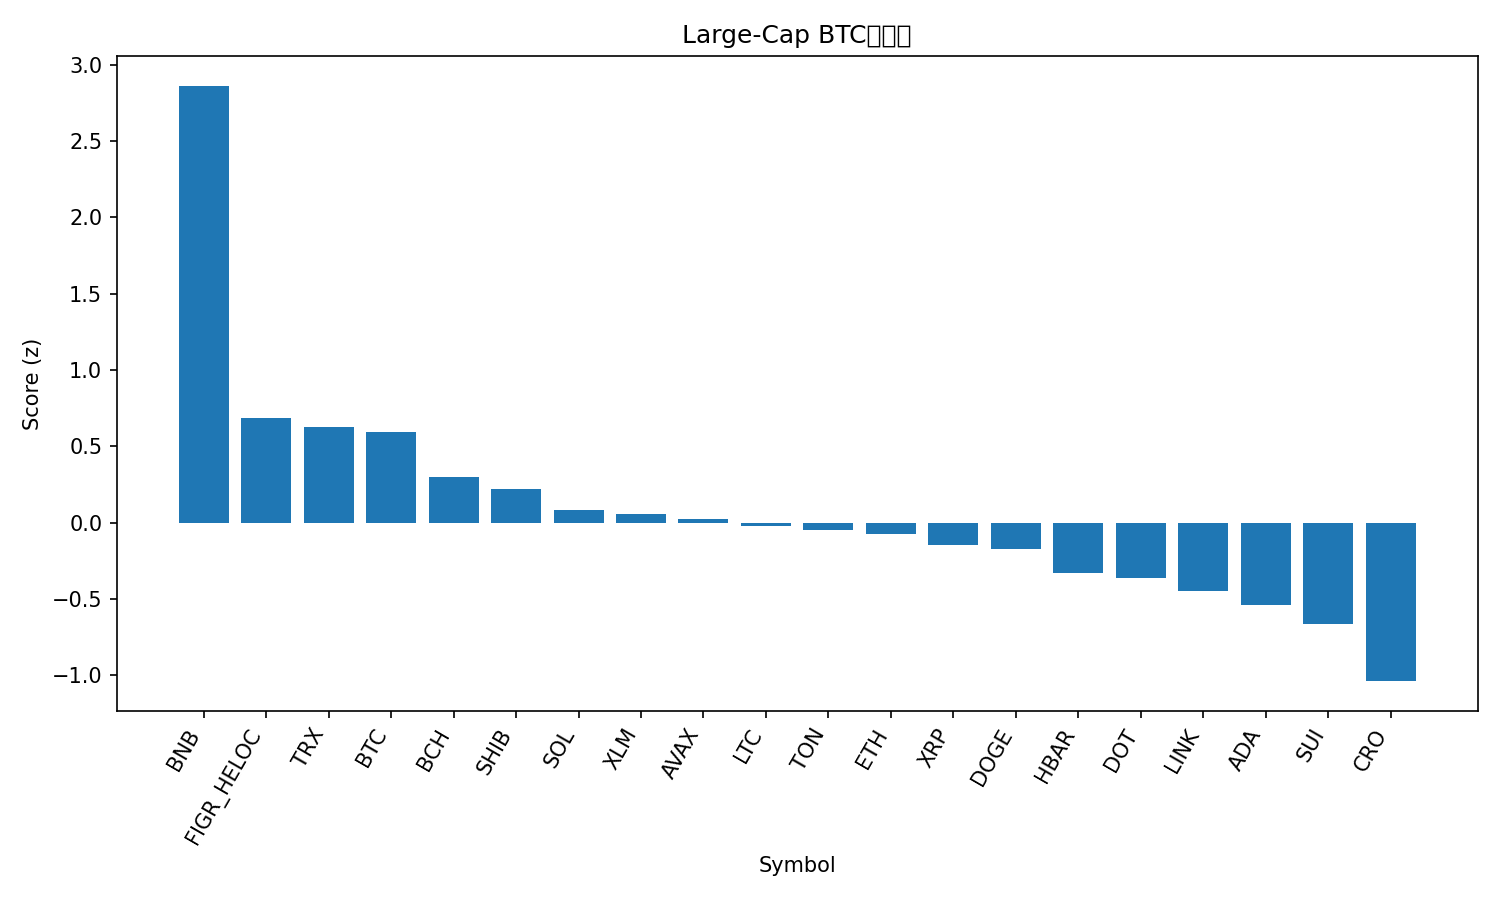 Large-Cap BTC
3.0
2.5
2.0
1.5
1.0
0.5
0.0
−0.5
−1.0
Score (z)
BNB
FIGR_HELOC
TRX
BTC
BCH
SHIB
SOL
XLM
AVAX
LTC
TON
ETH
XRP
DOGE
HBAR
DOT
LINK
ADA
SUI
CRO
Symbol